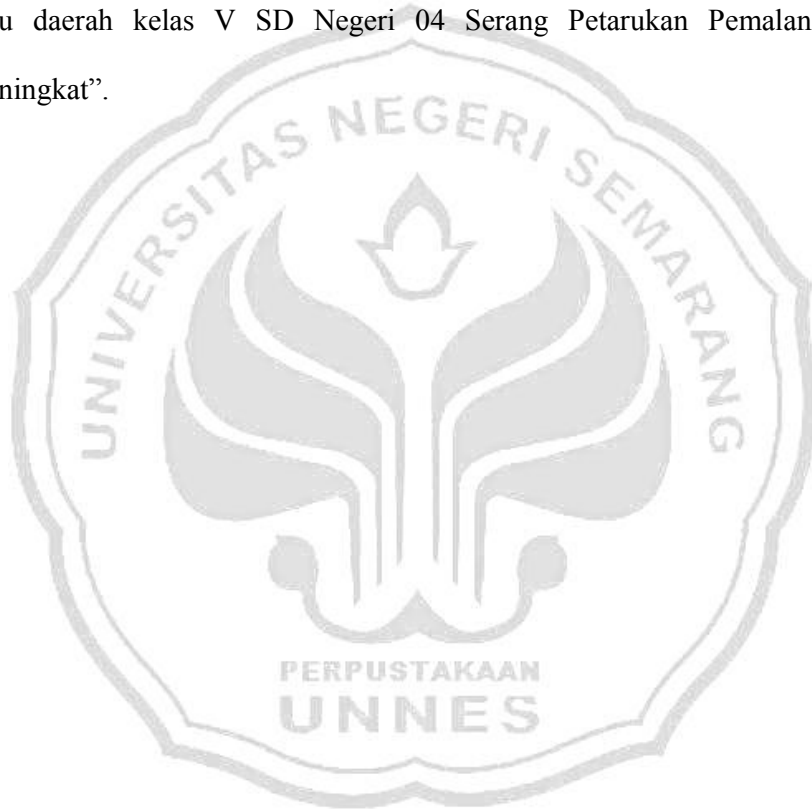 u daerah kelas V SD Negeri 04 Serang Petarukan Pemalan
ningkat”.
UNIVERSITAS NEGERI SEMARANG
PERPUSTAKAAN
UNNES